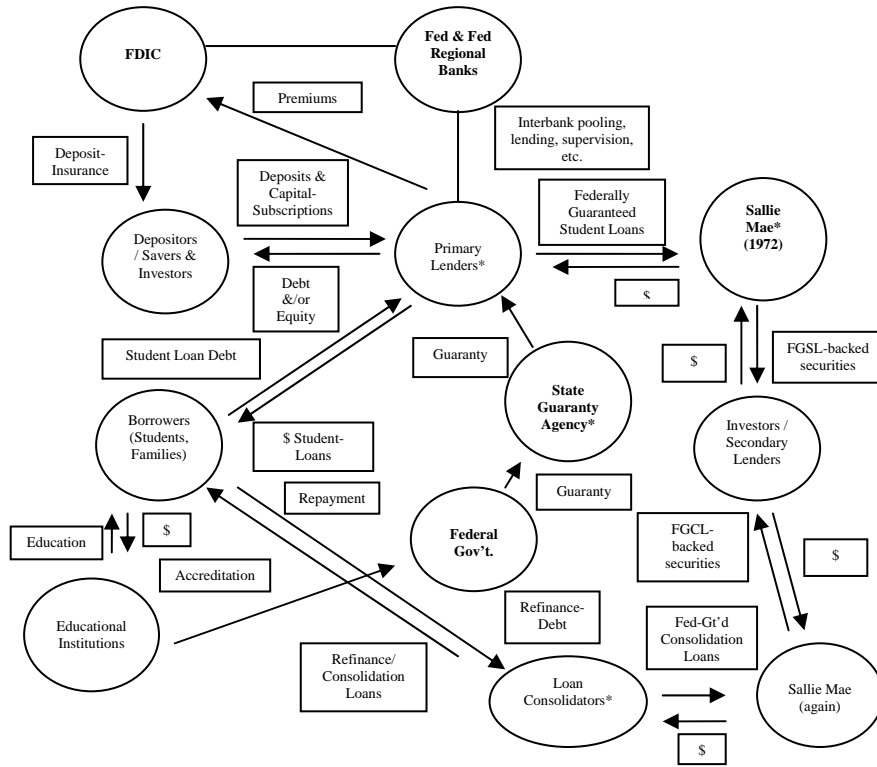 FDIC
Fed & Fed
Regional
Banks
Premiums
Interbank pooling,
lending, supervision,
etc.
Deposit-
Insurance
Deposits &
Capital-
Subscriptions
Federally
Guaranteed
Student Loans
Sallie
Mae*
(1972)
Depositors
/ Savers &
Investors
Primary
Lenders*
Debt
&/or
Equity
$
Student Loan Debt
Guaranty
$
FGSL-backed
securities
State
Guaranty
Agency*
Borrowers
(Students,
Families)
$ Student-
Loans
Investors /
Secondary
Lenders
Repayment
Guaranty
Federal
Gov't.
Education
$
FGCL-
backed
securities
$
Accreditation
Educational
Institutions
Refinance-
Debt
Fed-Gt'd
Consolidation
Loans
Refinance/
Consolidation
Loans
Loan
Consolidators*
Sallie Mae
(again)
$